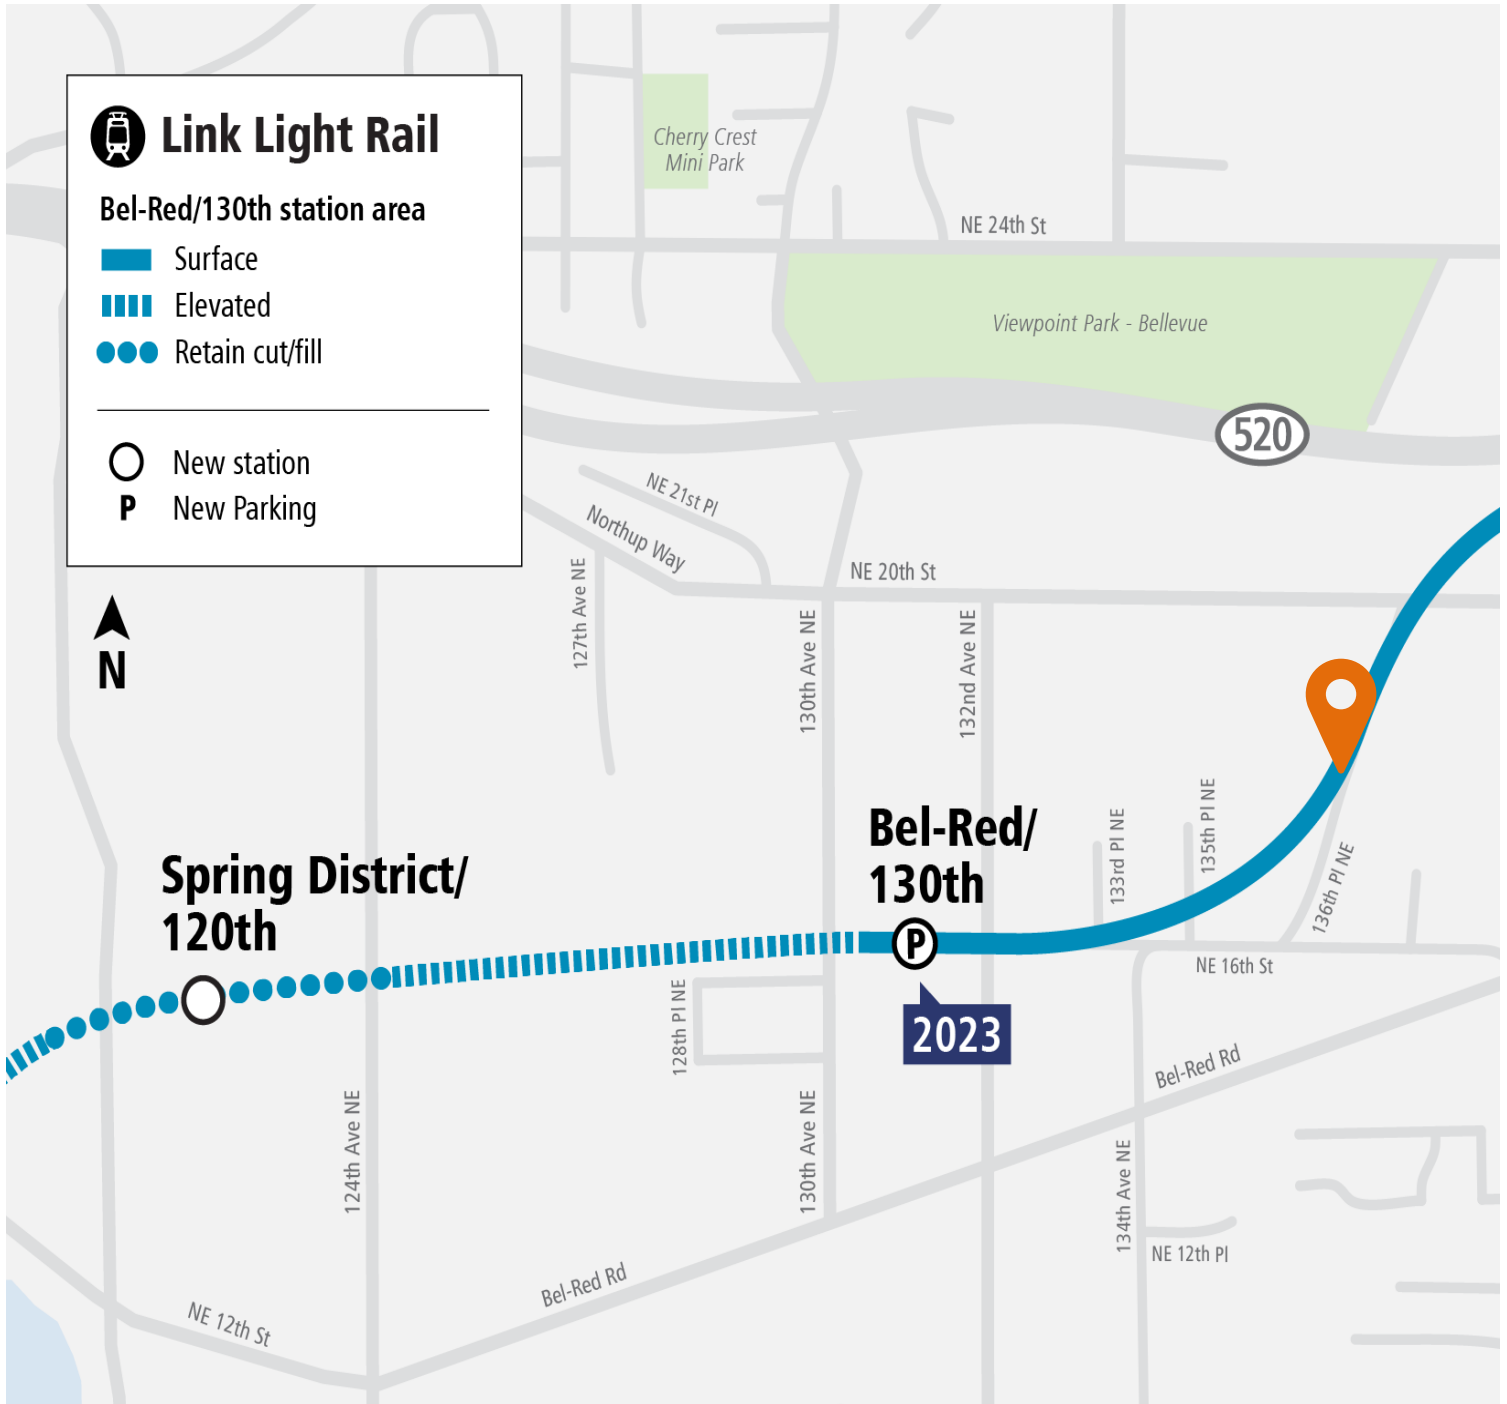 Link Light Rail
Bel-Red/130th station area
Surface
Elevated
Retain cut/fill
New station
P New Parking
N
Cherry Crest
Mini Park
NE 24th St
Viewpoint Park - Bellevue
520
NE 21st Pl
Northup Way
NE 20th St
127th Ave NE
130th Ave NE
132nd Ave NE
Bel-Red/
130th
133rd Pl NE
135th Pl NE
136th Pl NE
Spring District/
120th
P
NE 16th St
2023
128th Pl NE
Bel-Red Rd
124th Ave NE
130th Ave NE
134th Ave NE
NE 12th Pl
Bel-Red Rd
NE 12th St